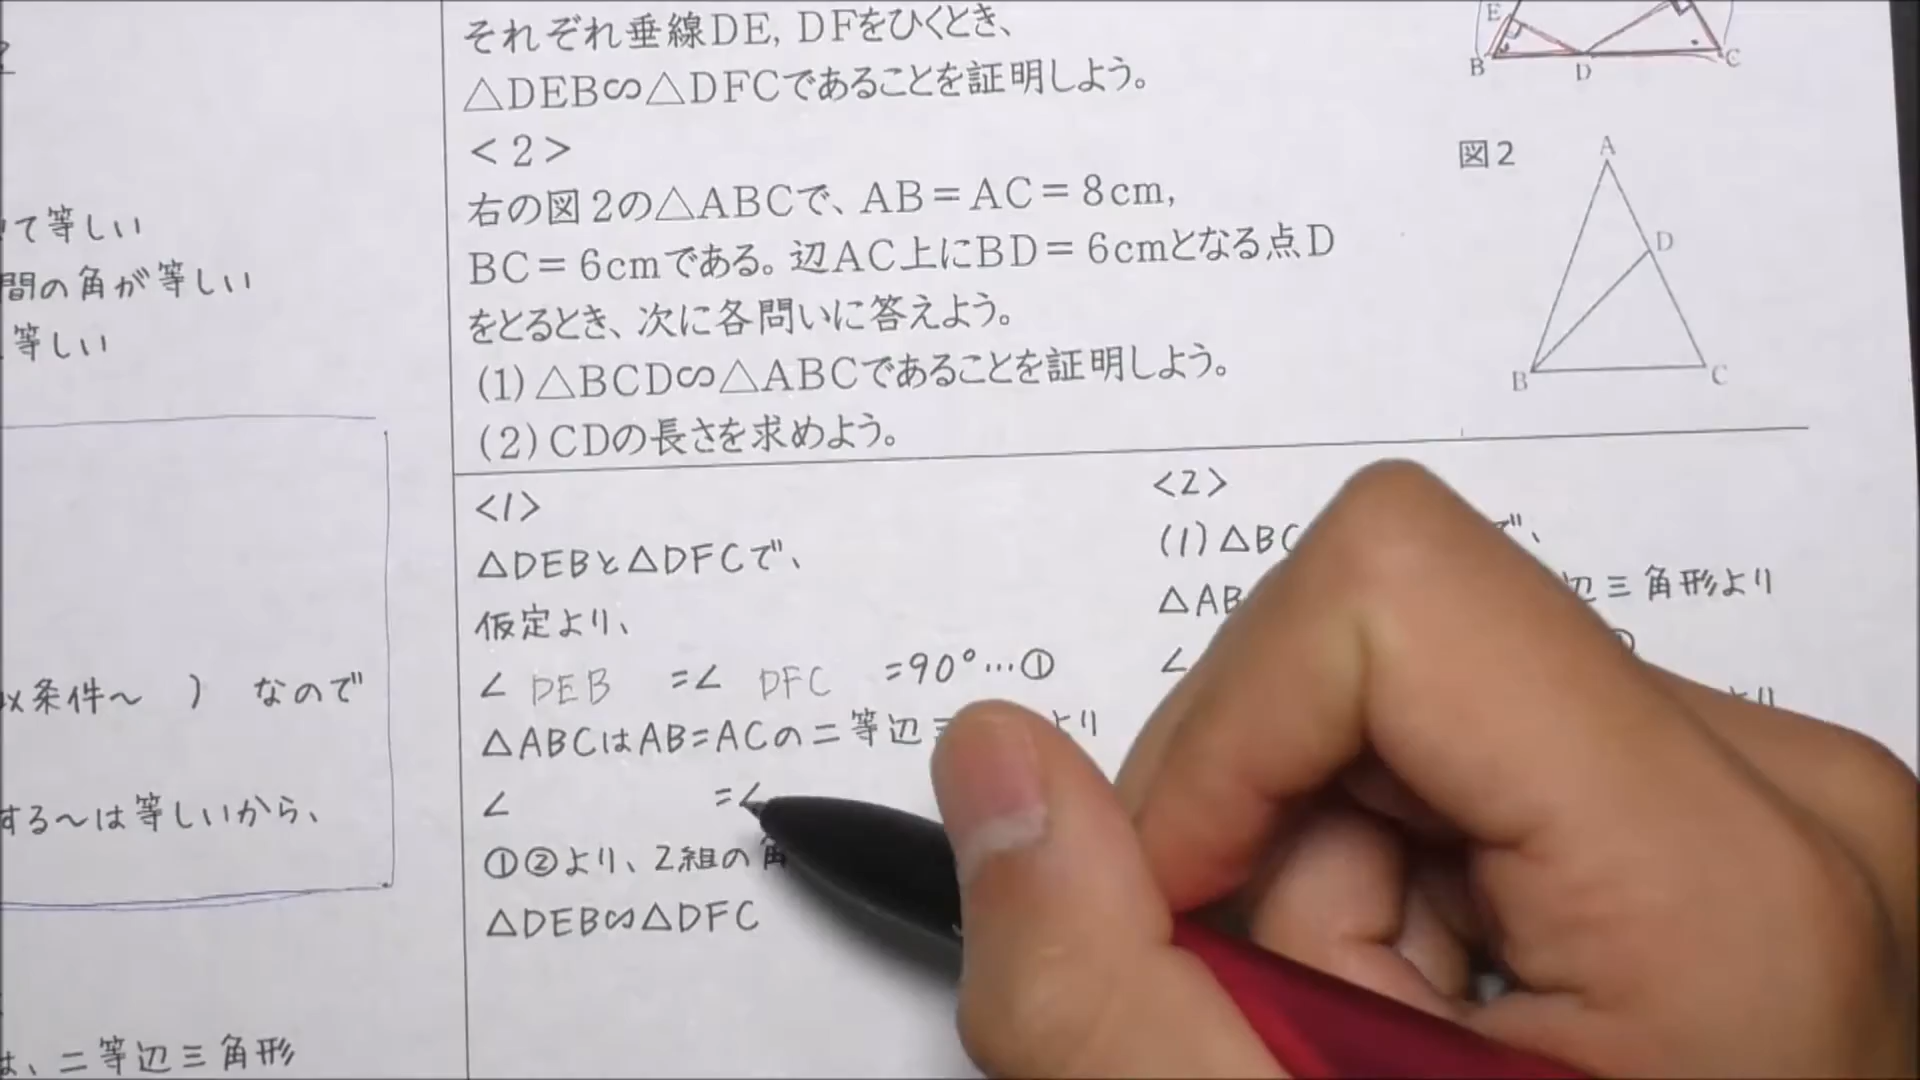 て等しい
間の角が等しい
等しい
条件～ ) なので
する～は等しいから、
は、二等辺三角形
それぞれ垂線DE, DFをひくとき、
△DEB∽△DFCであることを証明しよう。
<2>
右の図2の△ABCで、AB＝AC＝8cm,
BC＝6cmである。辺AC上にBD＝6cmとなる点D
をとるとき、次に各問いに答えよう。
(1)△BCD∽△ABCであることを証明しよう。
(2)CDの長さを求めよう。
E
B D C
図2
A
D
B C
<1>
△DEBと△DFCで、
仮定より、
∠ DEB =∠ DFC =90°…①
△ABCはAB=ACの二等辺 より
∠ =∠
①②より、2組の角
△DEB∽△DFC
<2>
(1)△BC で、
△AB 辺三角形より
∠
より